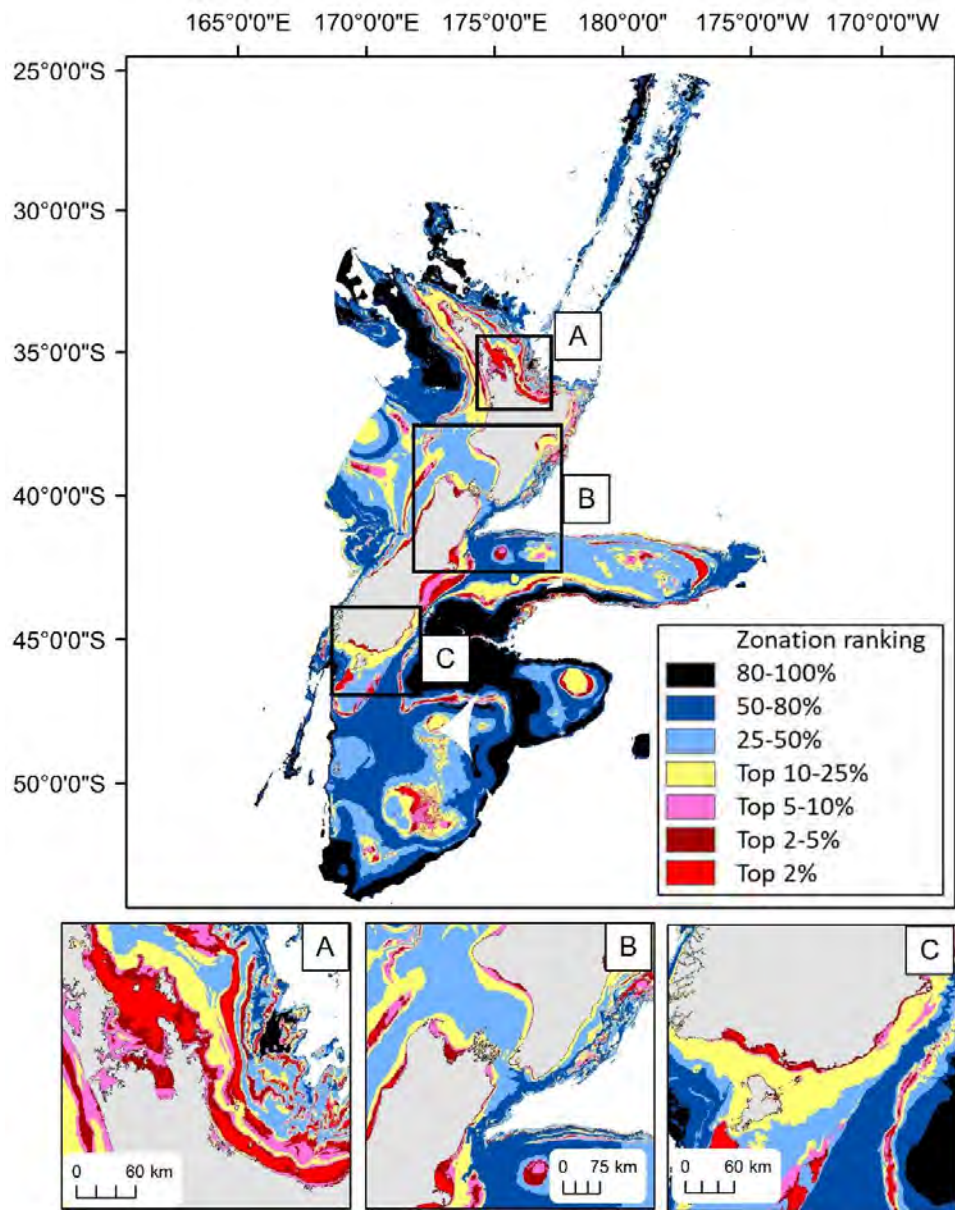 165°0'0"E 170°0'0"E 175°0'0"E 180°0'0" 175°0'0"W 170°0'0"W
25°0'0"S
30°0'0"S
35°0'0"S
40°0'0"S
45°0'0"S
50°0'0"S
A
B
C
Zonation ranking
80-100%
50-80%
25-50%
Top 10-25%
Top 5-10%
Top 2-5%
Top 2%
A
0 60 km
B
0 75 km
C
0 60 km